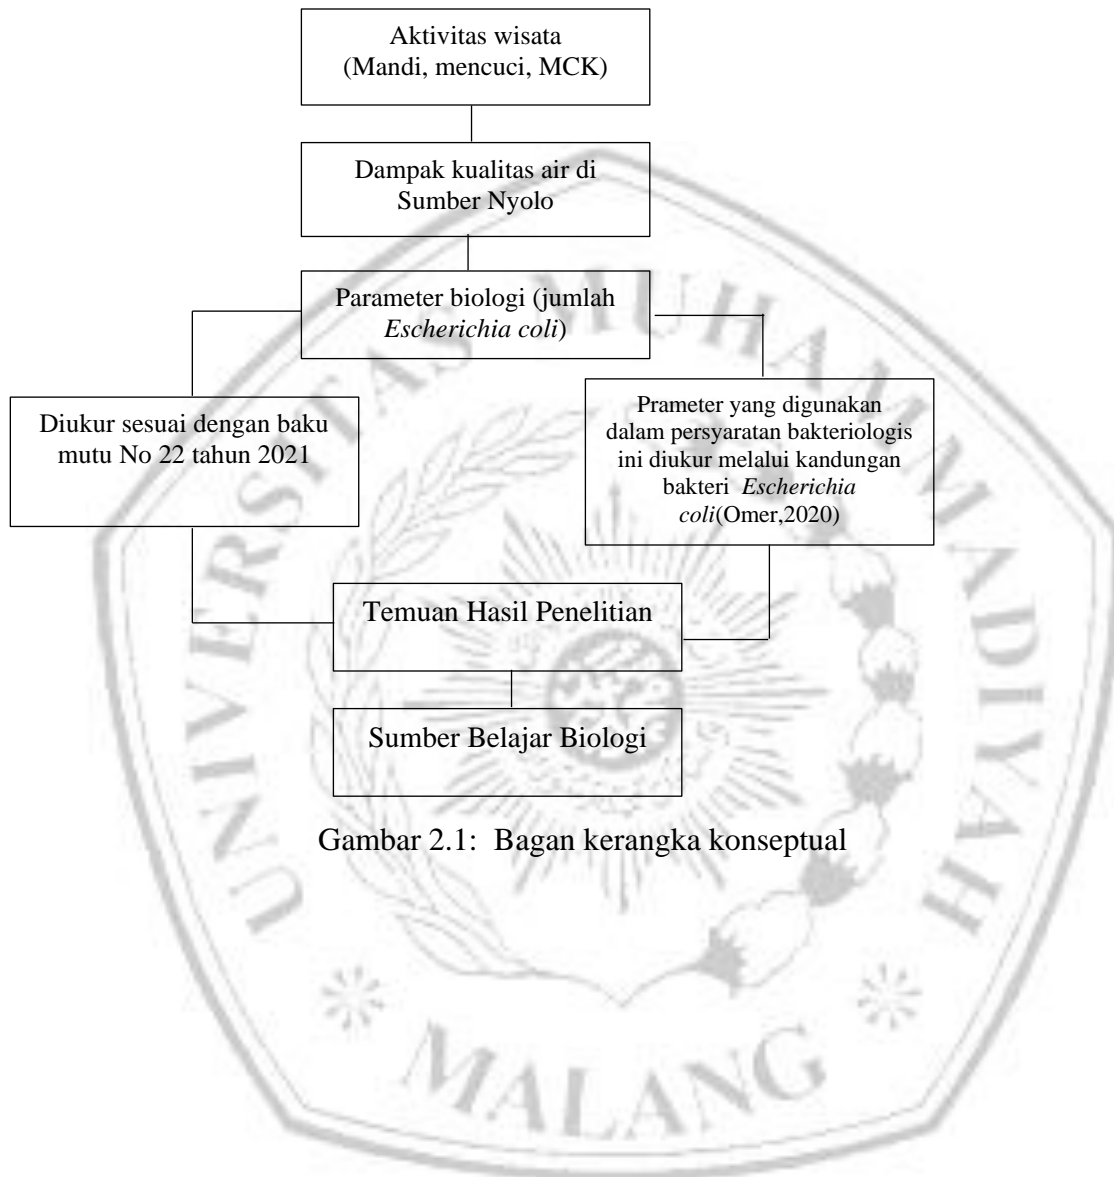 Aktivitas wisata
(Mandi, mencuci, MCK)
Dampak kualitas air di
Sumber Nyolo
Parameter biologi (jumlah
Escherichia coli)
Diukur sesuai dengan baku
mutu No 22 tahun 2021
Prameter yang digunakan
dalam persyaratan bakteriologis
ini diukur melalui kandungan
bakteri Escherichia
coli(Omer,2020)
Temuan Hasil Penelitian
Sumber Belajar Biologi
Gambar 2.1: Bagan kerangka konseptual
UNIVERSITAS MUHAMMADIYAH
MALANG